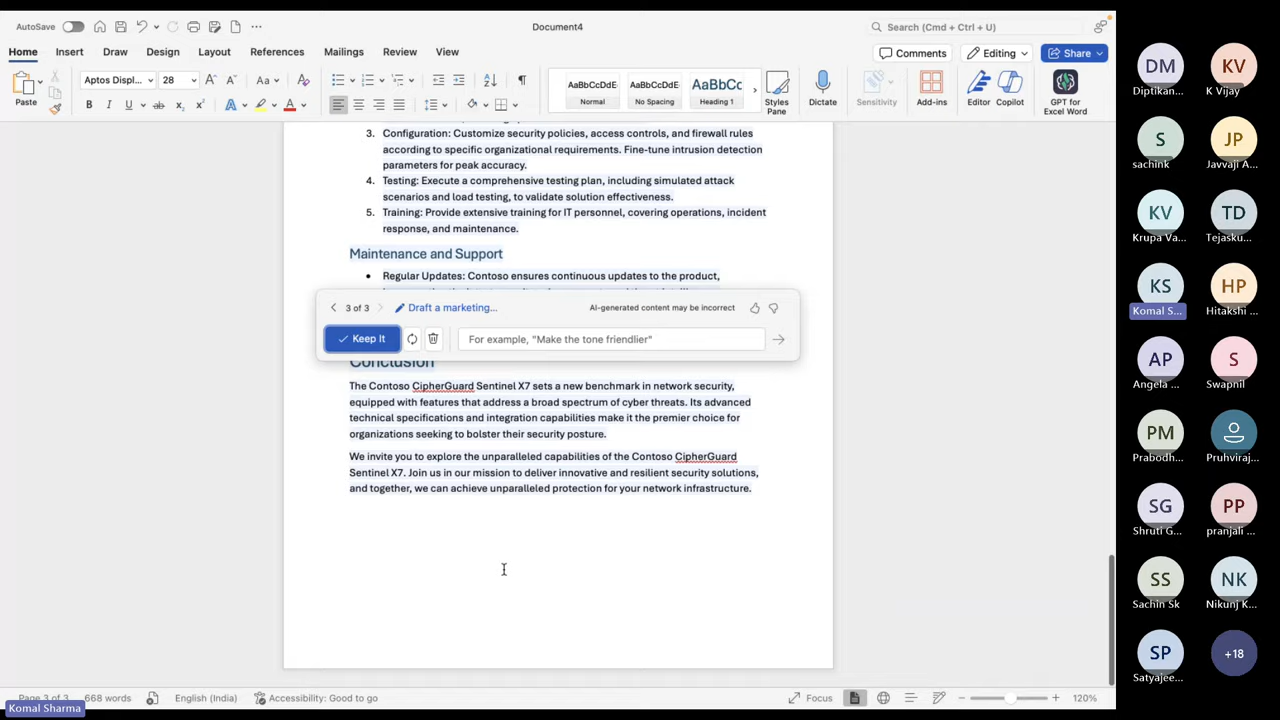 AutoSave
Document4
Search (Cmd + Ctrl + U)
Home Insert Draw Design Layout References Mailings Review View
Comments Editing Share
Paste
Aptos Displ... 28
Aa
AaBbCcDdE AaBbCcDdE AaBbCc
Normal No Spacing Heading 1
Styles Pane
Dictate
Sensitivity
Add-ins
Editor Copilot
GPT for Excel Word
3. Configuration: Customize security policies, access controls, and firewall rules
according to specific organizational requirements. Fine-tune intrusion detection
parameters for peak accuracy.
4. Testing: Execute a comprehensive testing plan, including simulated attack
scenarios and load testing, to validate solution effectiveness.
5. Training: Provide extensive training for IT personnel, covering operations, incident
response, and maintenance.
Maintenance and Support
• Regular Updates: Contoso ensures continuous updates to the product,
3 of 3 Draft a marketing... AI-generated content may be incorrect
Keep It For example, "Make the tone friendlier"
Conclusion
The Contoso CipherGuard Sentinel X7 sets a new benchmark in network security,
equipped with features that address a broad spectrum of cyber threats. Its advanced
technical specifications and integration capabilities make it the premier choice for
organizations seeking to bolster their security posture.
We invite you to explore the unparalleled capabilities of the Contoso CipherGuard
Sentinel X7. Join us in our mission to deliver innovative and resilient security solutions,
and together, we can achieve unparalleled protection for your network infrastructure.
Page 3 of 3 668 words English (India) Accessibility: Good to go Focus 120%
Komal Sharma
DM KV
Diptikan... K Vijay
S JP
sachink Javvaji A...
KV TD
Krupa Va... Tejasku...
KS HP
Komal S... Hitakshi ...
AP S
Angela ... Swapnil
PM
Prabodh... Pruhviraj...
SG PP
Shruti G... pranjali ...
SS NK
Sachin Sk Nikunj K...
SP +18
Satyajee...